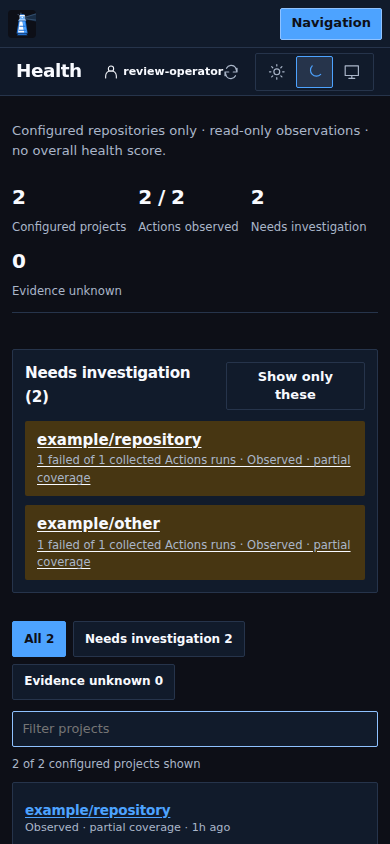 Navigation
Health
review-operator
Configured repositories only · read-only observations ·
no overall health score.
2
Configured projects
2 / 2
Actions observed
2
Needs investigation
0
Evidence unknown
Needs investigation
(2)
Show only
these
example/repository
1 failed of 1 collected Actions runs · Observed · partial
coverage
example/other
1 failed of 1 collected Actions runs · Observed · partial
coverage
All 2
Needs investigation 2
Evidence unknown 0
Filter projects
2 of 2 configured projects shown
example/repository
Observed · partial coverage · 1h ago